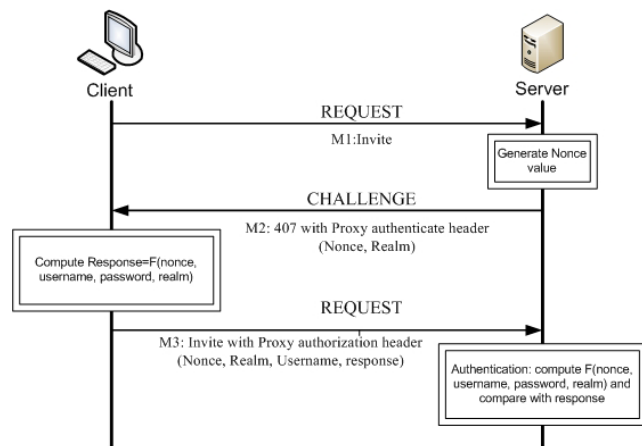 Client
Server
REQUEST
M1:Invite
Generate Nonce
value
CHALLENGE
M2: 407 with Proxy authenticate header
(Nonce, Realm)
Compute Response=F(nonce,
username, password, realm)
REQUEST
M3: Invite with Proxy authorization header
(Nonce, Realm, Username, response)
Authentication: compute F(nonce,
username, password, realm) and
compare with response